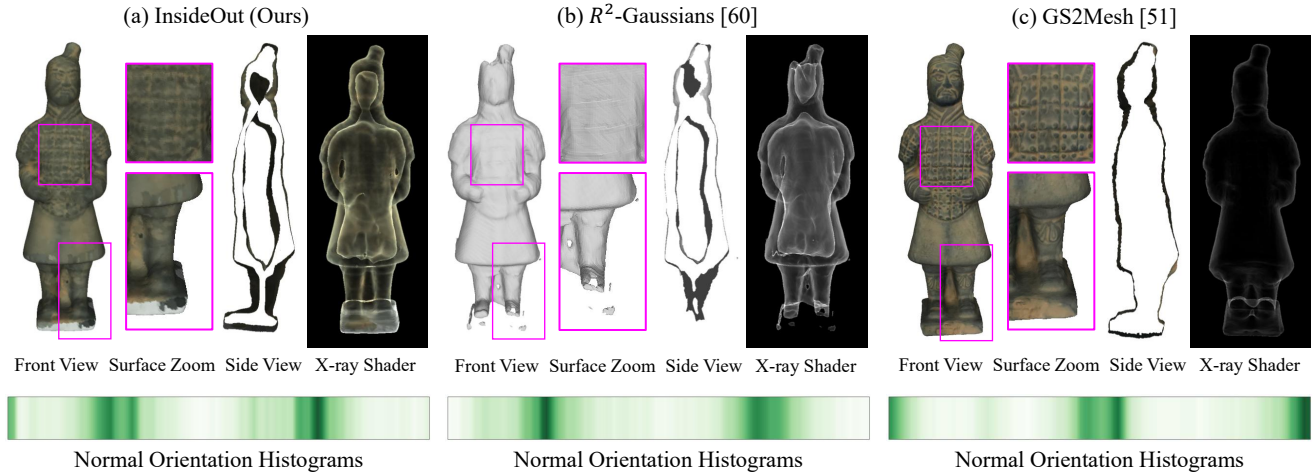 (a) InsideOut (Ours)
(b) R²-Gaussians [60]
(c) GS2Mesh [51]
Front View Surface Zoom Side View X-ray Shader
Front View Surface Zoom Side View X-ray Shader
Front View Surface Zoom Side View X-ray Shader
Normal Orientation Histograms
Normal Orientation Histograms
Normal Orientation Histograms